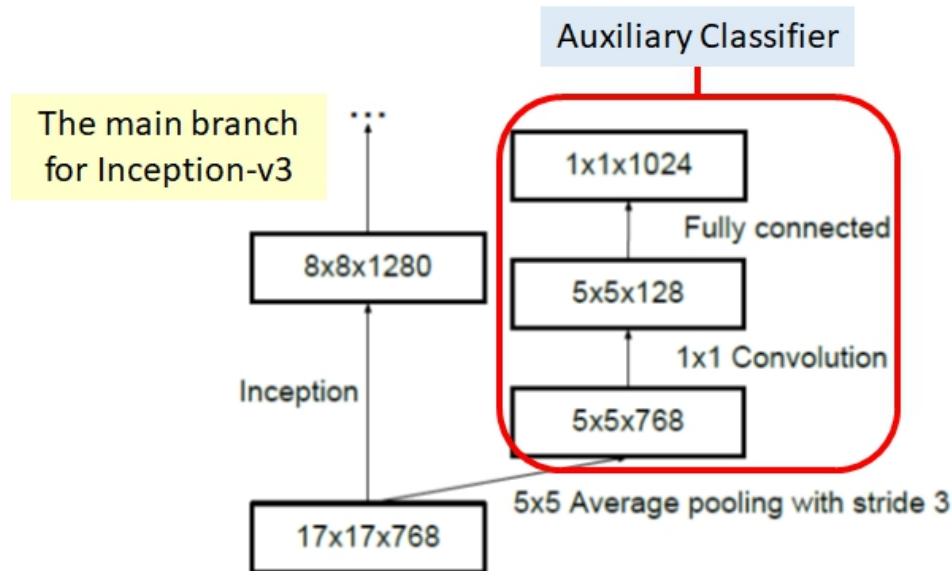 Auxiliary Classifier
The main branch
for Inception-v3
...
1x1x1024
Fully connected
8x8x1280
5x5x128
1x1 Convolution
Inception
5x5x768
5x5 Average pooling with stride 3
17x17x768